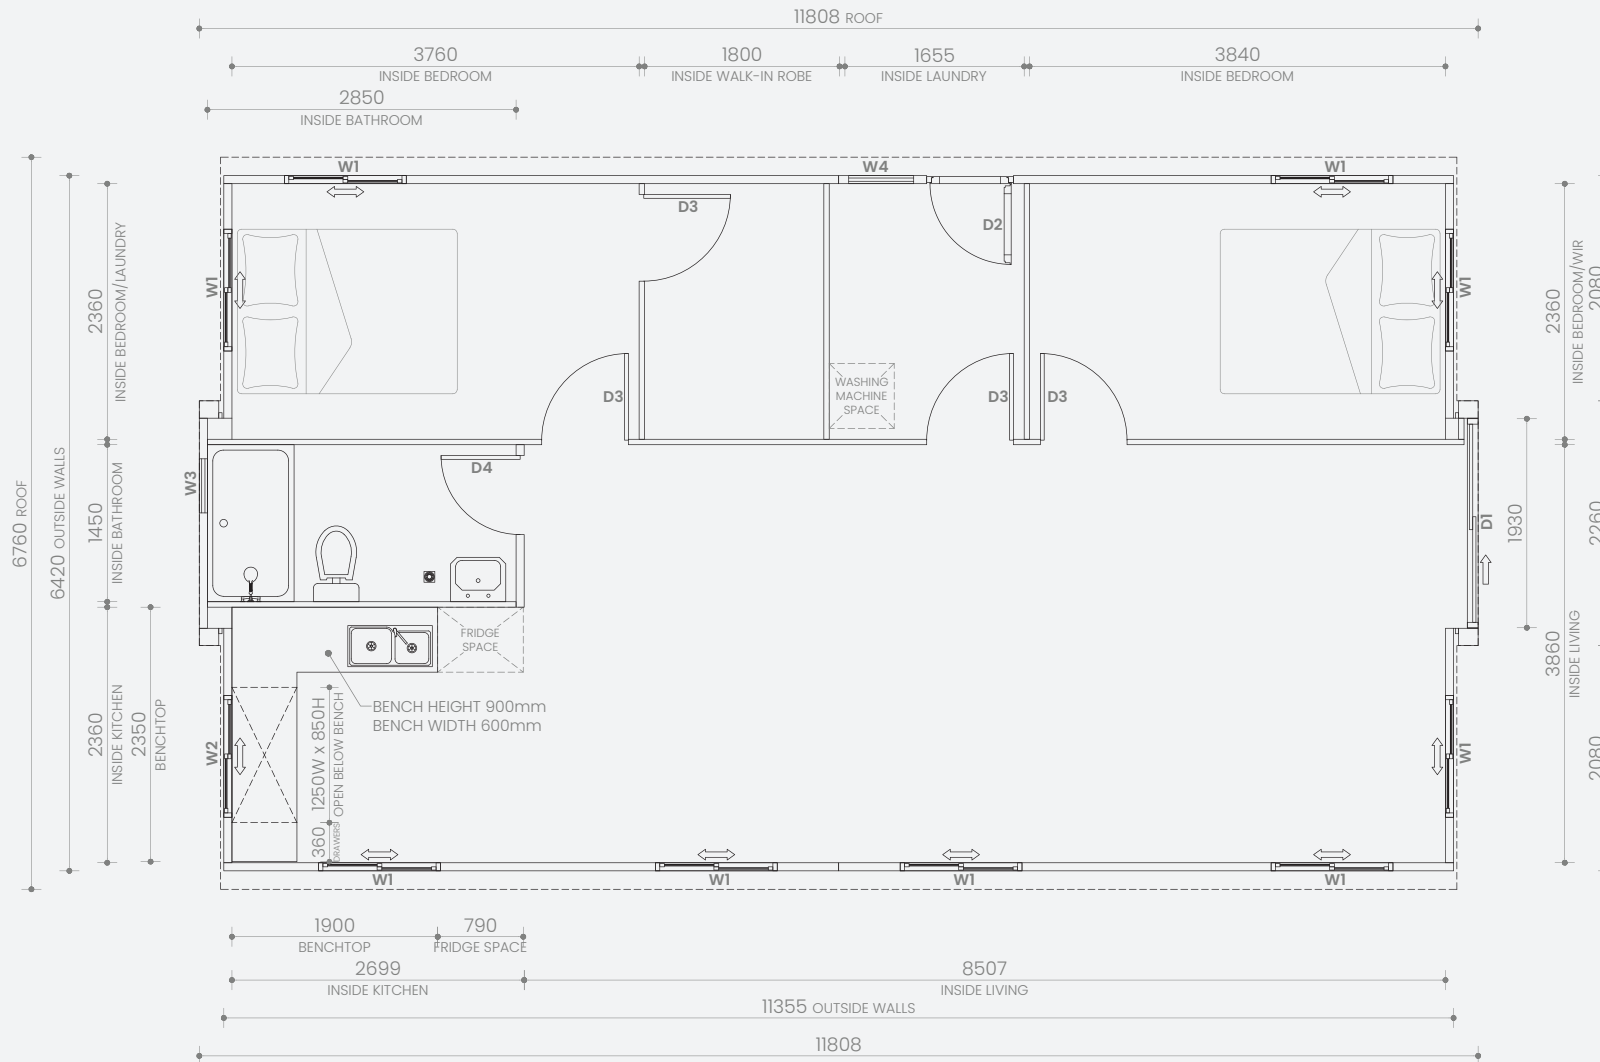 11808 ROOF
3760
INSIDE BEDROOM
1800
INSIDE WALK-IN ROBE
1655
INSIDE LAUNDRY
3840
INSIDE BEDROOM
2850
INSIDE BATHROOM
W1
W4
W1
D3
D2
W1
W1
2360
INSIDE BEDROOM/LAUNDRY
2360
INSIDE BEDROOM/WIR
2080
WASHING
MACHINE
SPACE
D3
D3
D3
D4
W3
6760 ROOF
6420 OUTSIDE WALLS
1450
INSIDE BATHROOM
D1
1930
2260
FRIDGE
SPACE
3860
INSIDE LIVING
BENCH HEIGHT 900mm
BENCH WIDTH 600mm
2360
INSIDE KITCHEN
2350
BENCHTOP
W2
1250W x 850H
OPEN BELOW BENCH
360
DRAWERS
W1
2080
W1
W1
W1
W1
1900
BENCHTOP
790
FRIDGE SPACE
2699
INSIDE KITCHEN
8507
INSIDE LIVING
11355 OUTSIDE WALLS
11808